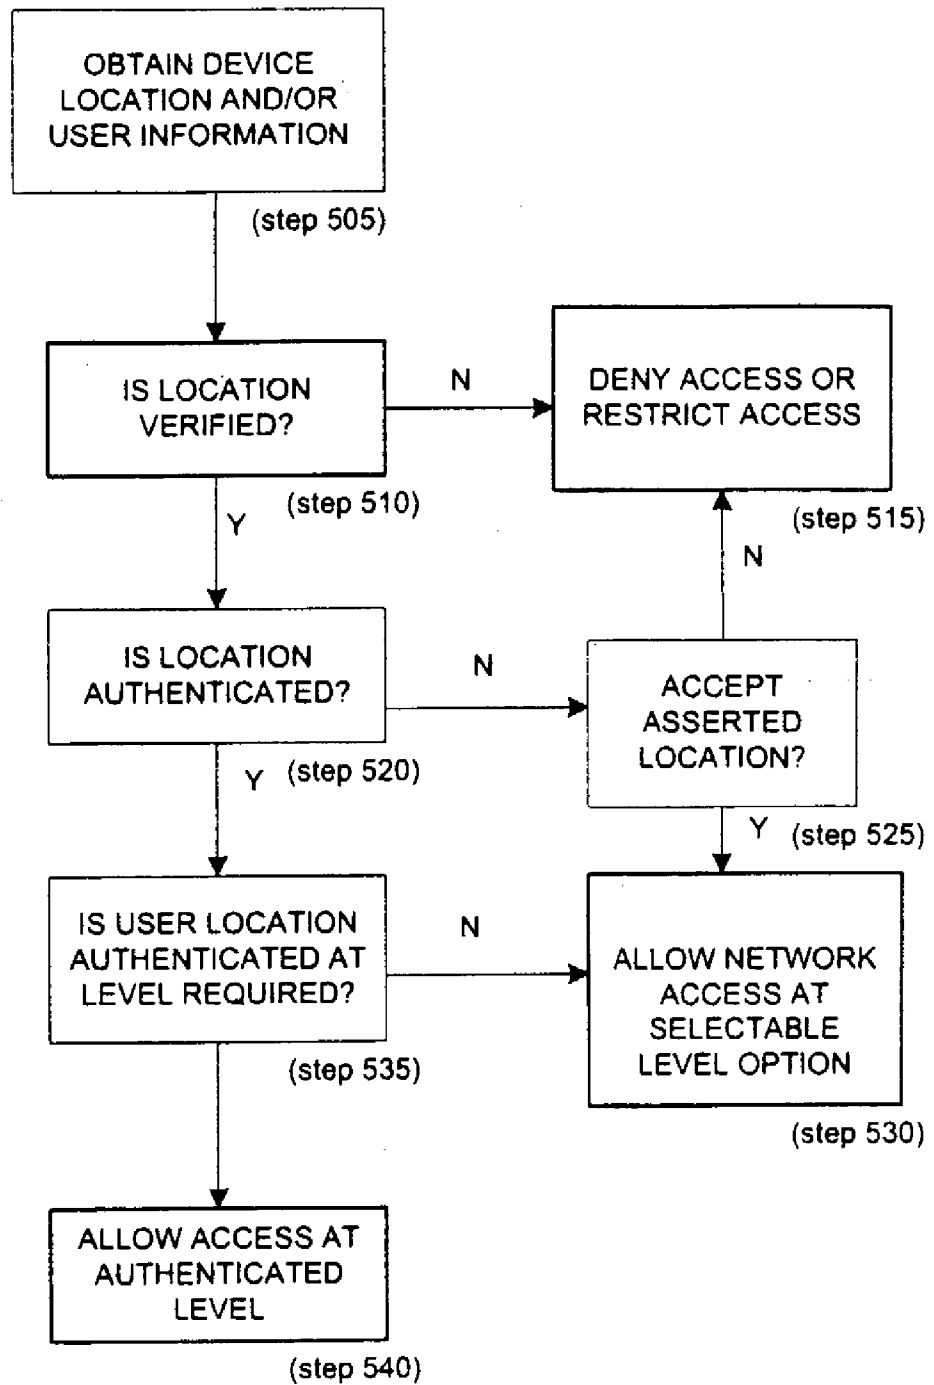 OBTAIN DEVICE
LOCATION AND/OR
USER INFORMATION
(step 505)
IS LOCATION
VERIFIED?
(step 510)
N
DENY ACCESS OR
RESTRICT ACCESS
(step 515)
Y
N
IS LOCATION
AUTHENTICATED?
(step 520)
N
ACCEPT
ASSERTED
LOCATION?
(step 525)
Y
Y
IS USER LOCATION
AUTHENTICATED AT
LEVEL REQUIRED?
(step 535)
N
ALLOW NETWORK
ACCESS AT
SELECTABLE
LEVEL OPTION
(step 530)
ALLOW ACCESS AT
AUTHENTICATED
LEVEL
(step 540)